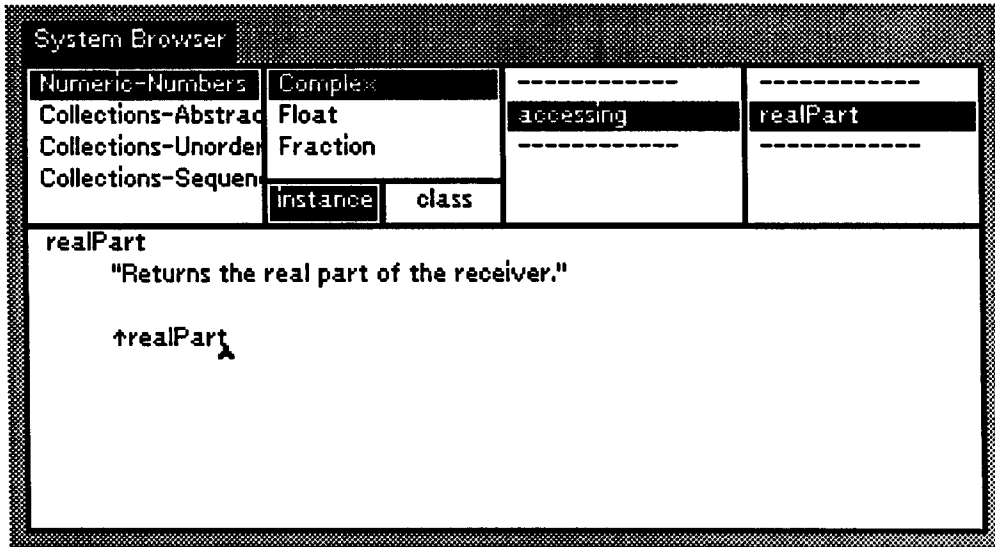 System Browser
Numeric-Numbers
Collections-Abstrac
Collections-Unorder
Collections-Sequen
Complex
Float
Fraction
instance class
-------------
accessing
-------------
-------------
realPart
-------------
realPart
"Returns the real part of the receiver."
↑realPart